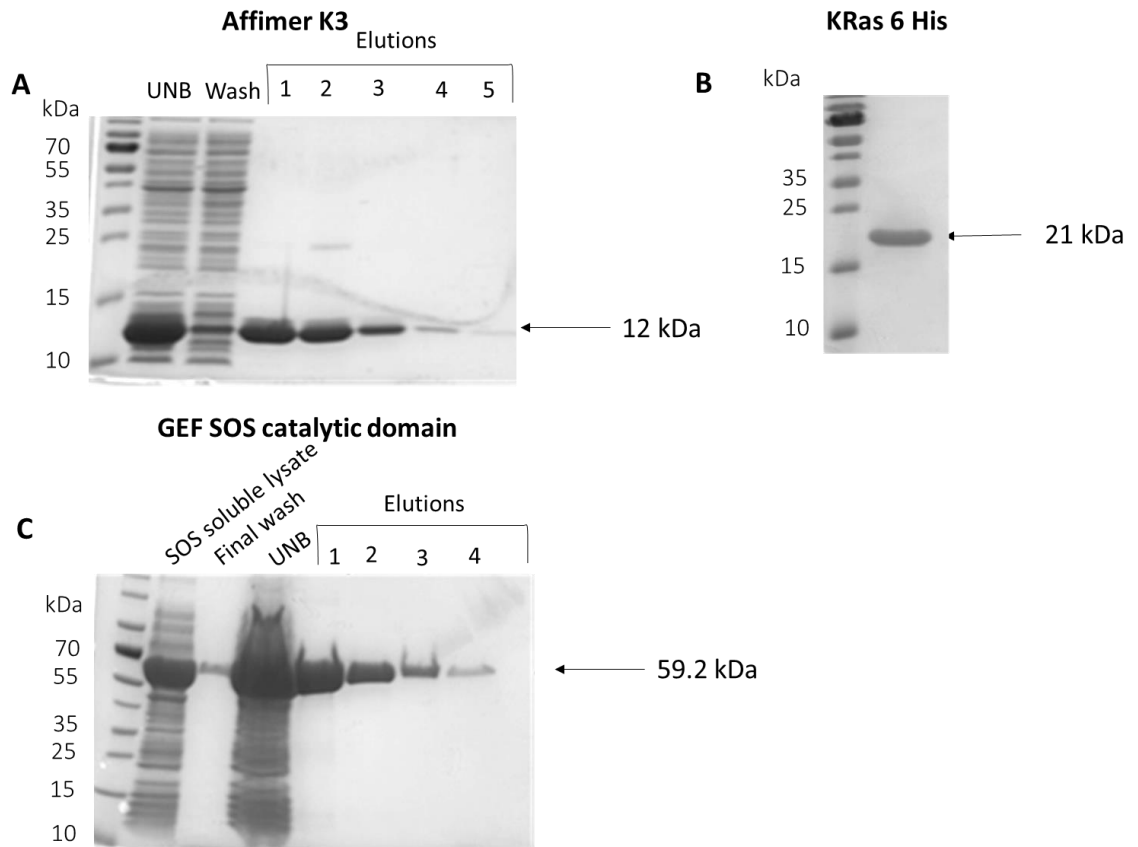 Affimer K3
Elutions
A
UNB Wash 1 2 3 4 5
kDa
70
55
35
25
15
10
12 kDa
KRas 6 His
B
kDa
35
25
15
10
21 kDa
GEF SOS catalytic domain
C
SOS soluble lysate
Final wash
UNB
Elutions
1 2 3 4
kDa
70
55
35
25
15
10
59.2 kDa